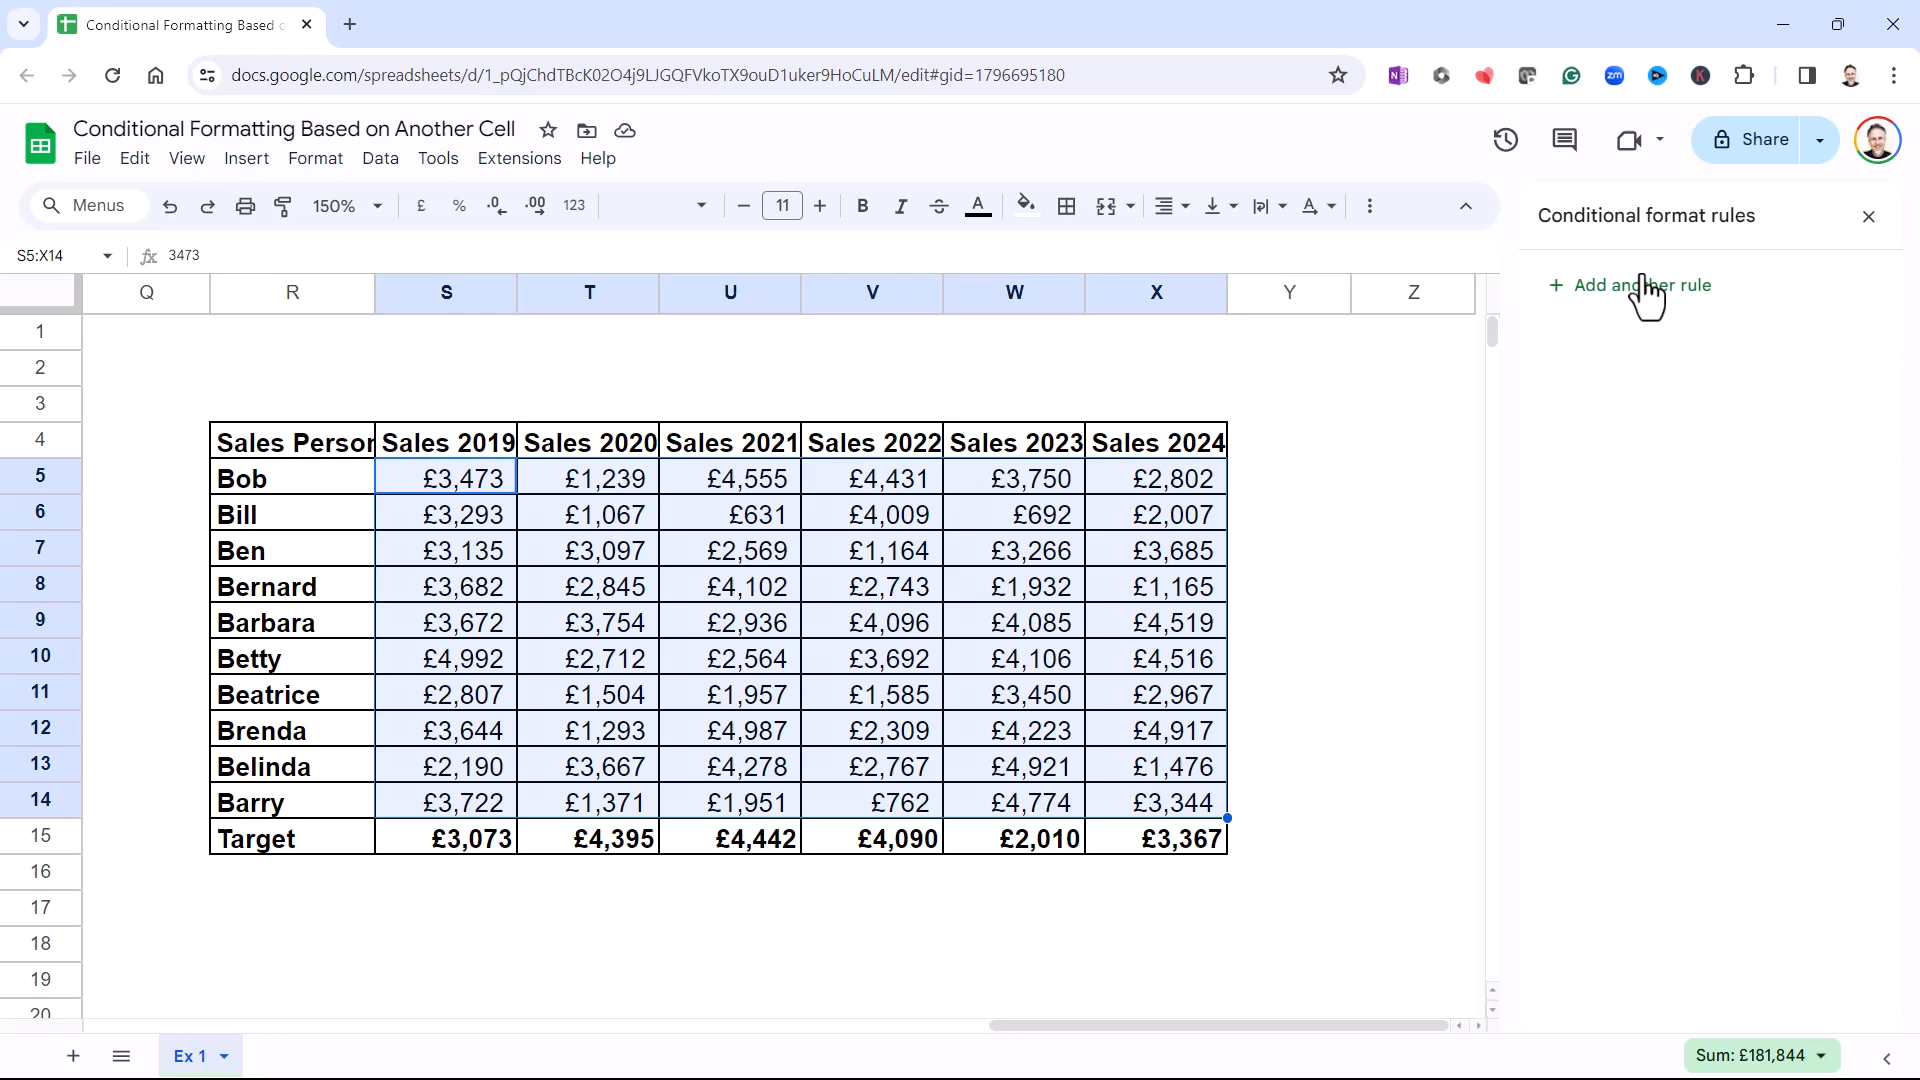 Conditional Formatting Based o
docs.google.com/spreadsheets/d/1_pQjChdTBcK02O4j9LJGQFVkoTX9ouD1uker9HoCuLM/edit#gid=1796695180
Conditional Formatting Based on Another Cell
File Edit View Insert Format Data Tools Extensions Help
Share
Menus 150% £ % .0 .00 123 11 B I A
Conditional format rules
S5:X14 fx 3473
+ Add another rule
Q R S T U V W X Y Z
1
2
3
4 Sales Person Sales 2019 Sales 2020 Sales 2021 Sales 2022 Sales 2023 Sales 2024
5 Bob £3,473 £1,239 £4,555 £4,431 £3,750 £2,802
6 Bill £3,293 £1,067 £631 £4,009 £692 £2,007
7 Ben £3,135 £3,097 £2,569 £1,164 £3,266 £3,685
8 Bernard £3,682 £2,845 £4,102 £2,743 £1,932 £1,165
9 Barbara £3,672 £3,754 £2,936 £4,096 £4,085 £4,519
10 Betty £4,992 £2,712 £2,564 £3,692 £4,106 £4,516
11 Beatrice £2,807 £1,504 £1,957 £1,585 £3,450 £2,967
12 Brenda £3,644 £1,293 £4,987 £2,309 £4,223 £4,917
13 Belinda £2,190 £3,667 £4,278 £2,767 £4,921 £1,476
14 Barry £3,722 £1,371 £1,951 £762 £4,774 £3,344
15 Target £3,073 £4,395 £4,442 £4,090 £2,010 £3,367
16
17
18
19
20
Ex 1
Sum: £181,844